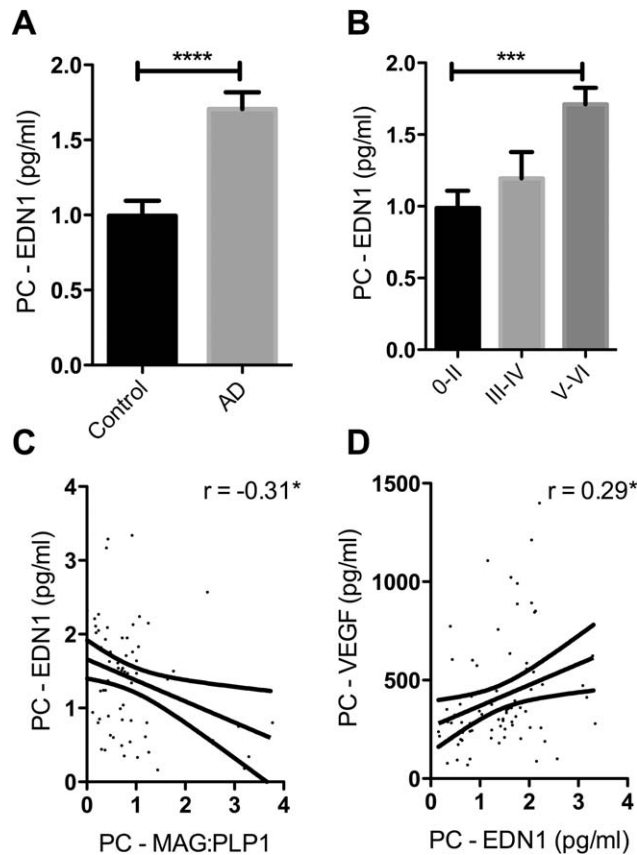 A
****
PC - EDN1 (pg/ml)
2.0
1.5
1.0
0.5
0.0
Control
AD
B
***
PC - EDN1 (pg/ml)
2.0
1.5
1.0
0.5
0.0
0-II
III-IV
V-VI
C
r = -0.31*
PC - EDN1 (pg/ml)
4
3
2
1
0
0 1 2 3 4
PC - MAG:PLP1
D
r = 0.29*
PC - VEGF (pg/ml)
1500
1000
500
0
0 1 2 3 4
PC - EDN1 (pg/ml)